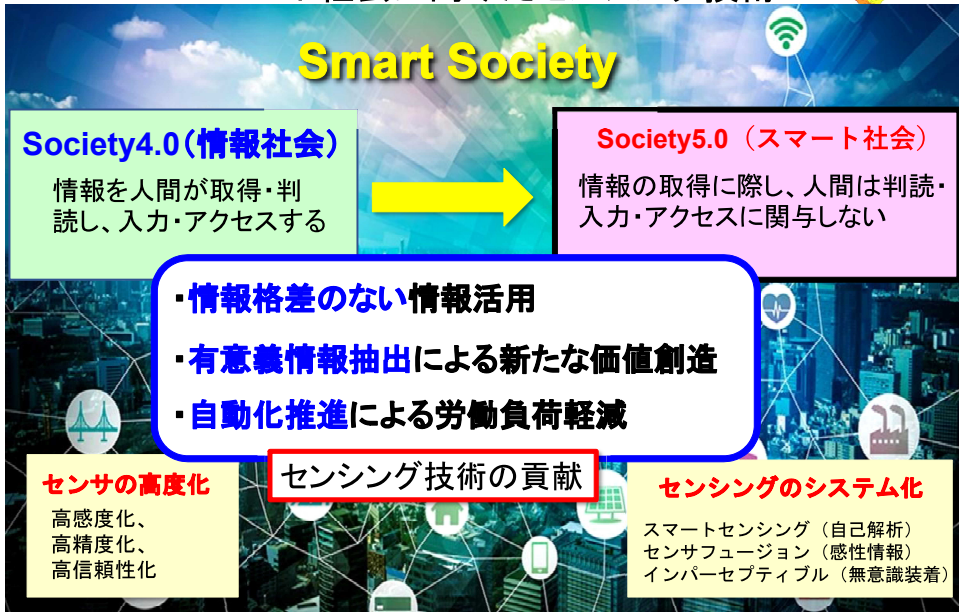 Smart Society
Society4.0(情報社会)
情報を人間が取得・判
読し、入力・アクセスする
Society5.0（スマート社会）
情報の取得に際し、人間は判読・
入力・アクセスに関与しない
・情報格差のない情報活用
・有意義情報抽出による新たな価値創造
・自動化推進による労働負荷軽減
センシング技術の貢献
センサの高度化
高感度化、
高精度化、
高信頼性化
センシングのシステム化
スマートセンシング（自己解析）
センサフュージョン（感性情報）
インパーセプティブル（無意識装着）